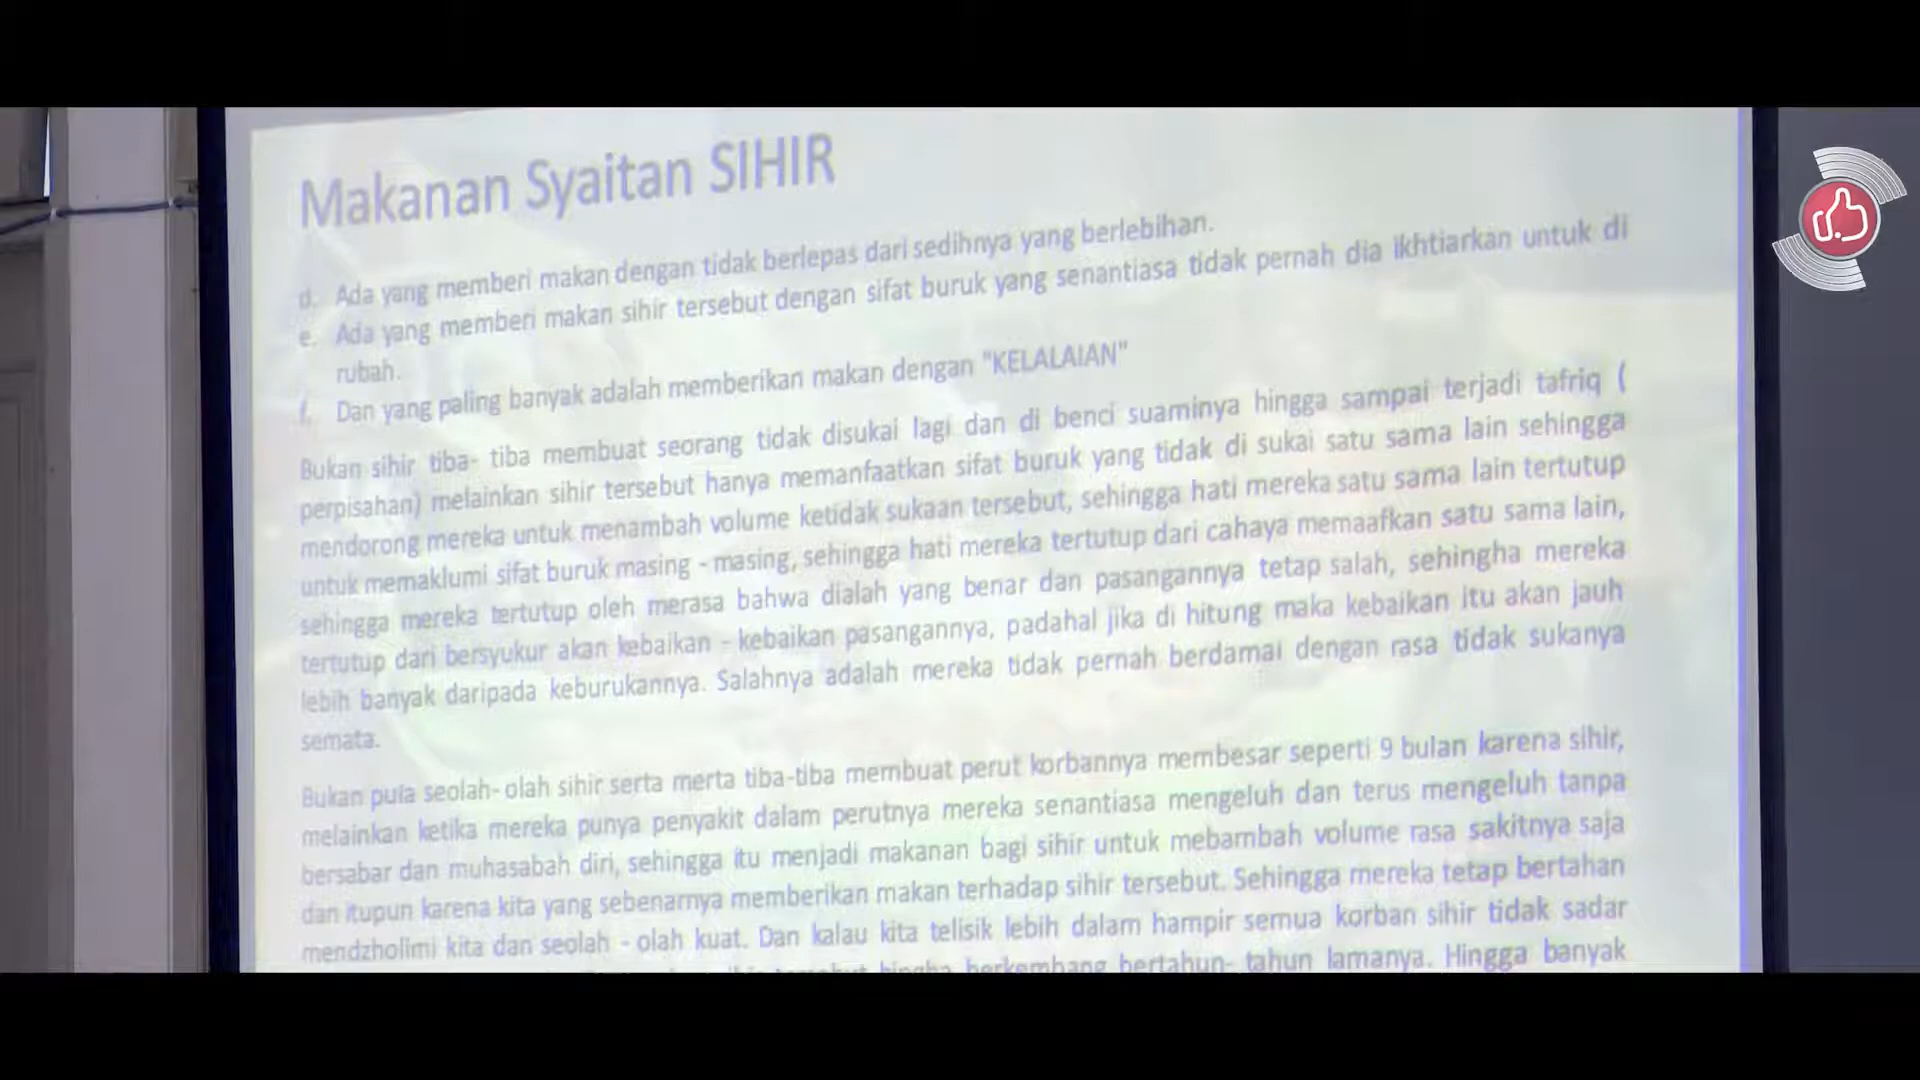 Makanan Syaitan SIHIR
d. Ada yang memberi makan dengan tidak berlepas dari sedihnya yang berlebihan.
e. Ada yang memberi makan sihir tersebut dengan sifat buruk yang senantiasa tidak pernah dia ikhtiarkan untuk di
rubah.
f. Dan yang paling banyak adalah memberikan makan dengan "KELALAIAN"
Bukan sihir tiba- tiba membuat seorang tidak disukai lagi dan di benci suaminya hingga sampai terjadi tafriq (
perpisahan) melainkan sihir tersebut hanya memanfaatkan sifat buruk yang tidak di sukai satu sama lain sehingga
mendorong mereka untuk menambah volume ketidak sukaan tersebut, sehingga hati mereka satu sama lain tertutup
untuk memaklumi sifat buruk masing - masing, sehingga hati mereka tertutup dari cahaya memaafkan satu sama lain,
sehingga mereka tertutup oleh merasa bahwa dialah yang benar dan pasangannya tetap salah, sehingha mereka
tertutup dari bersyukur akan kebaikan - kebaikan pasangannya, padahal jika di hitung maka kebaikan itu akan jauh
lebih banyak daripada keburukannya. Salahnya adalah mereka tidak pernah berdamai dengan rasa tidak sukanya
semata.
Bukan pula seolah- olah sihir serta merta tiba-tiba membuat perut korbannya membesar seperti 9 bulan karena sihir,
melainkan ketika mereka punya penyakit dalam perutnya mereka senantiasa mengeluh dan terus mengeluh tanpa
bersabar dan muhasabah diri, sehingga itu menjadi makanan bagi sihir untuk mebambah volume rasa sakitnya saja
dan itupun karena kita yang sebenarnya memberikan makan terhadap sihir tersebut. Sehingga mereka tetap bertahan
mendzholimi kita dan seolah - olah kuat. Dan kalau kita telisik lebih dalam hampir semua korban sihir tidak sadar
hingha berkembang bertahun- tahun lamanya. Hingga banyak